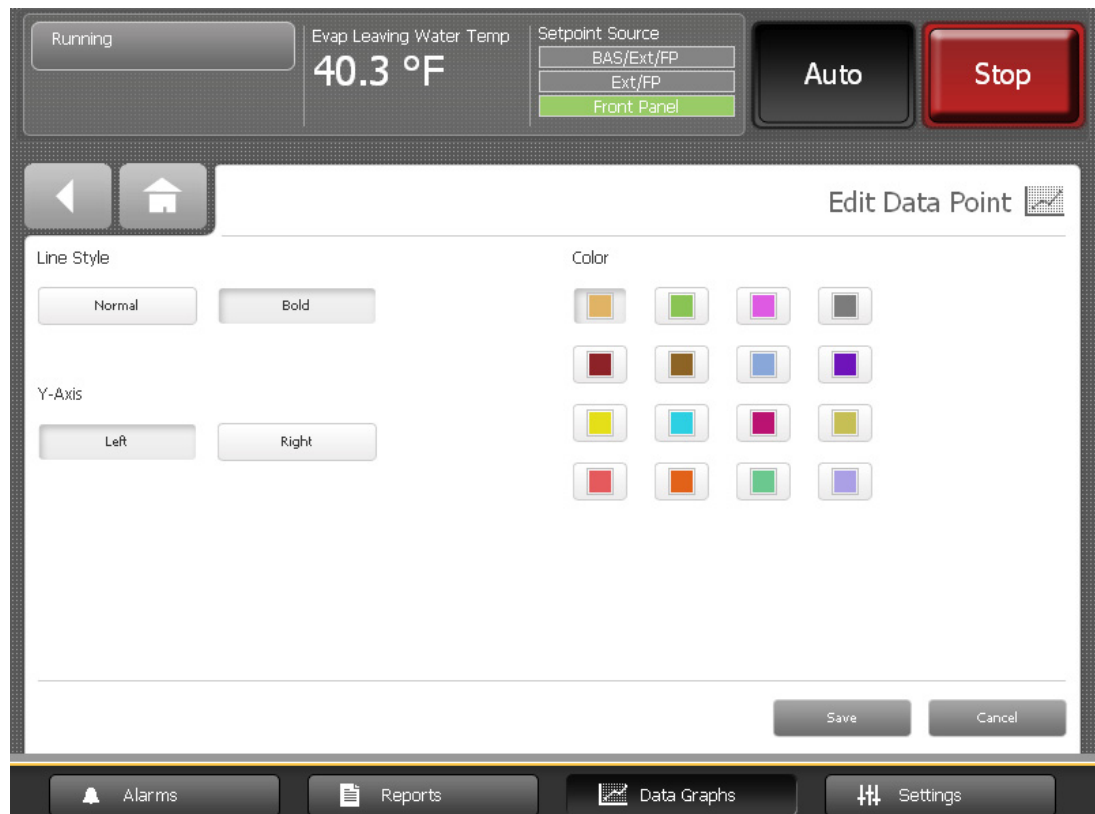 Running
Evap Leaving Water Temp
40.3 °F
Setpoint Source
BAS/Ext/FP
Ext/FP
Front Panel
Auto
Stop
Edit Data Point
Line Style
Normal
Bold
Y-Axis
Left
Right
Color
Save
Cancel
Alarms
Reports
Data Graphs
Settings